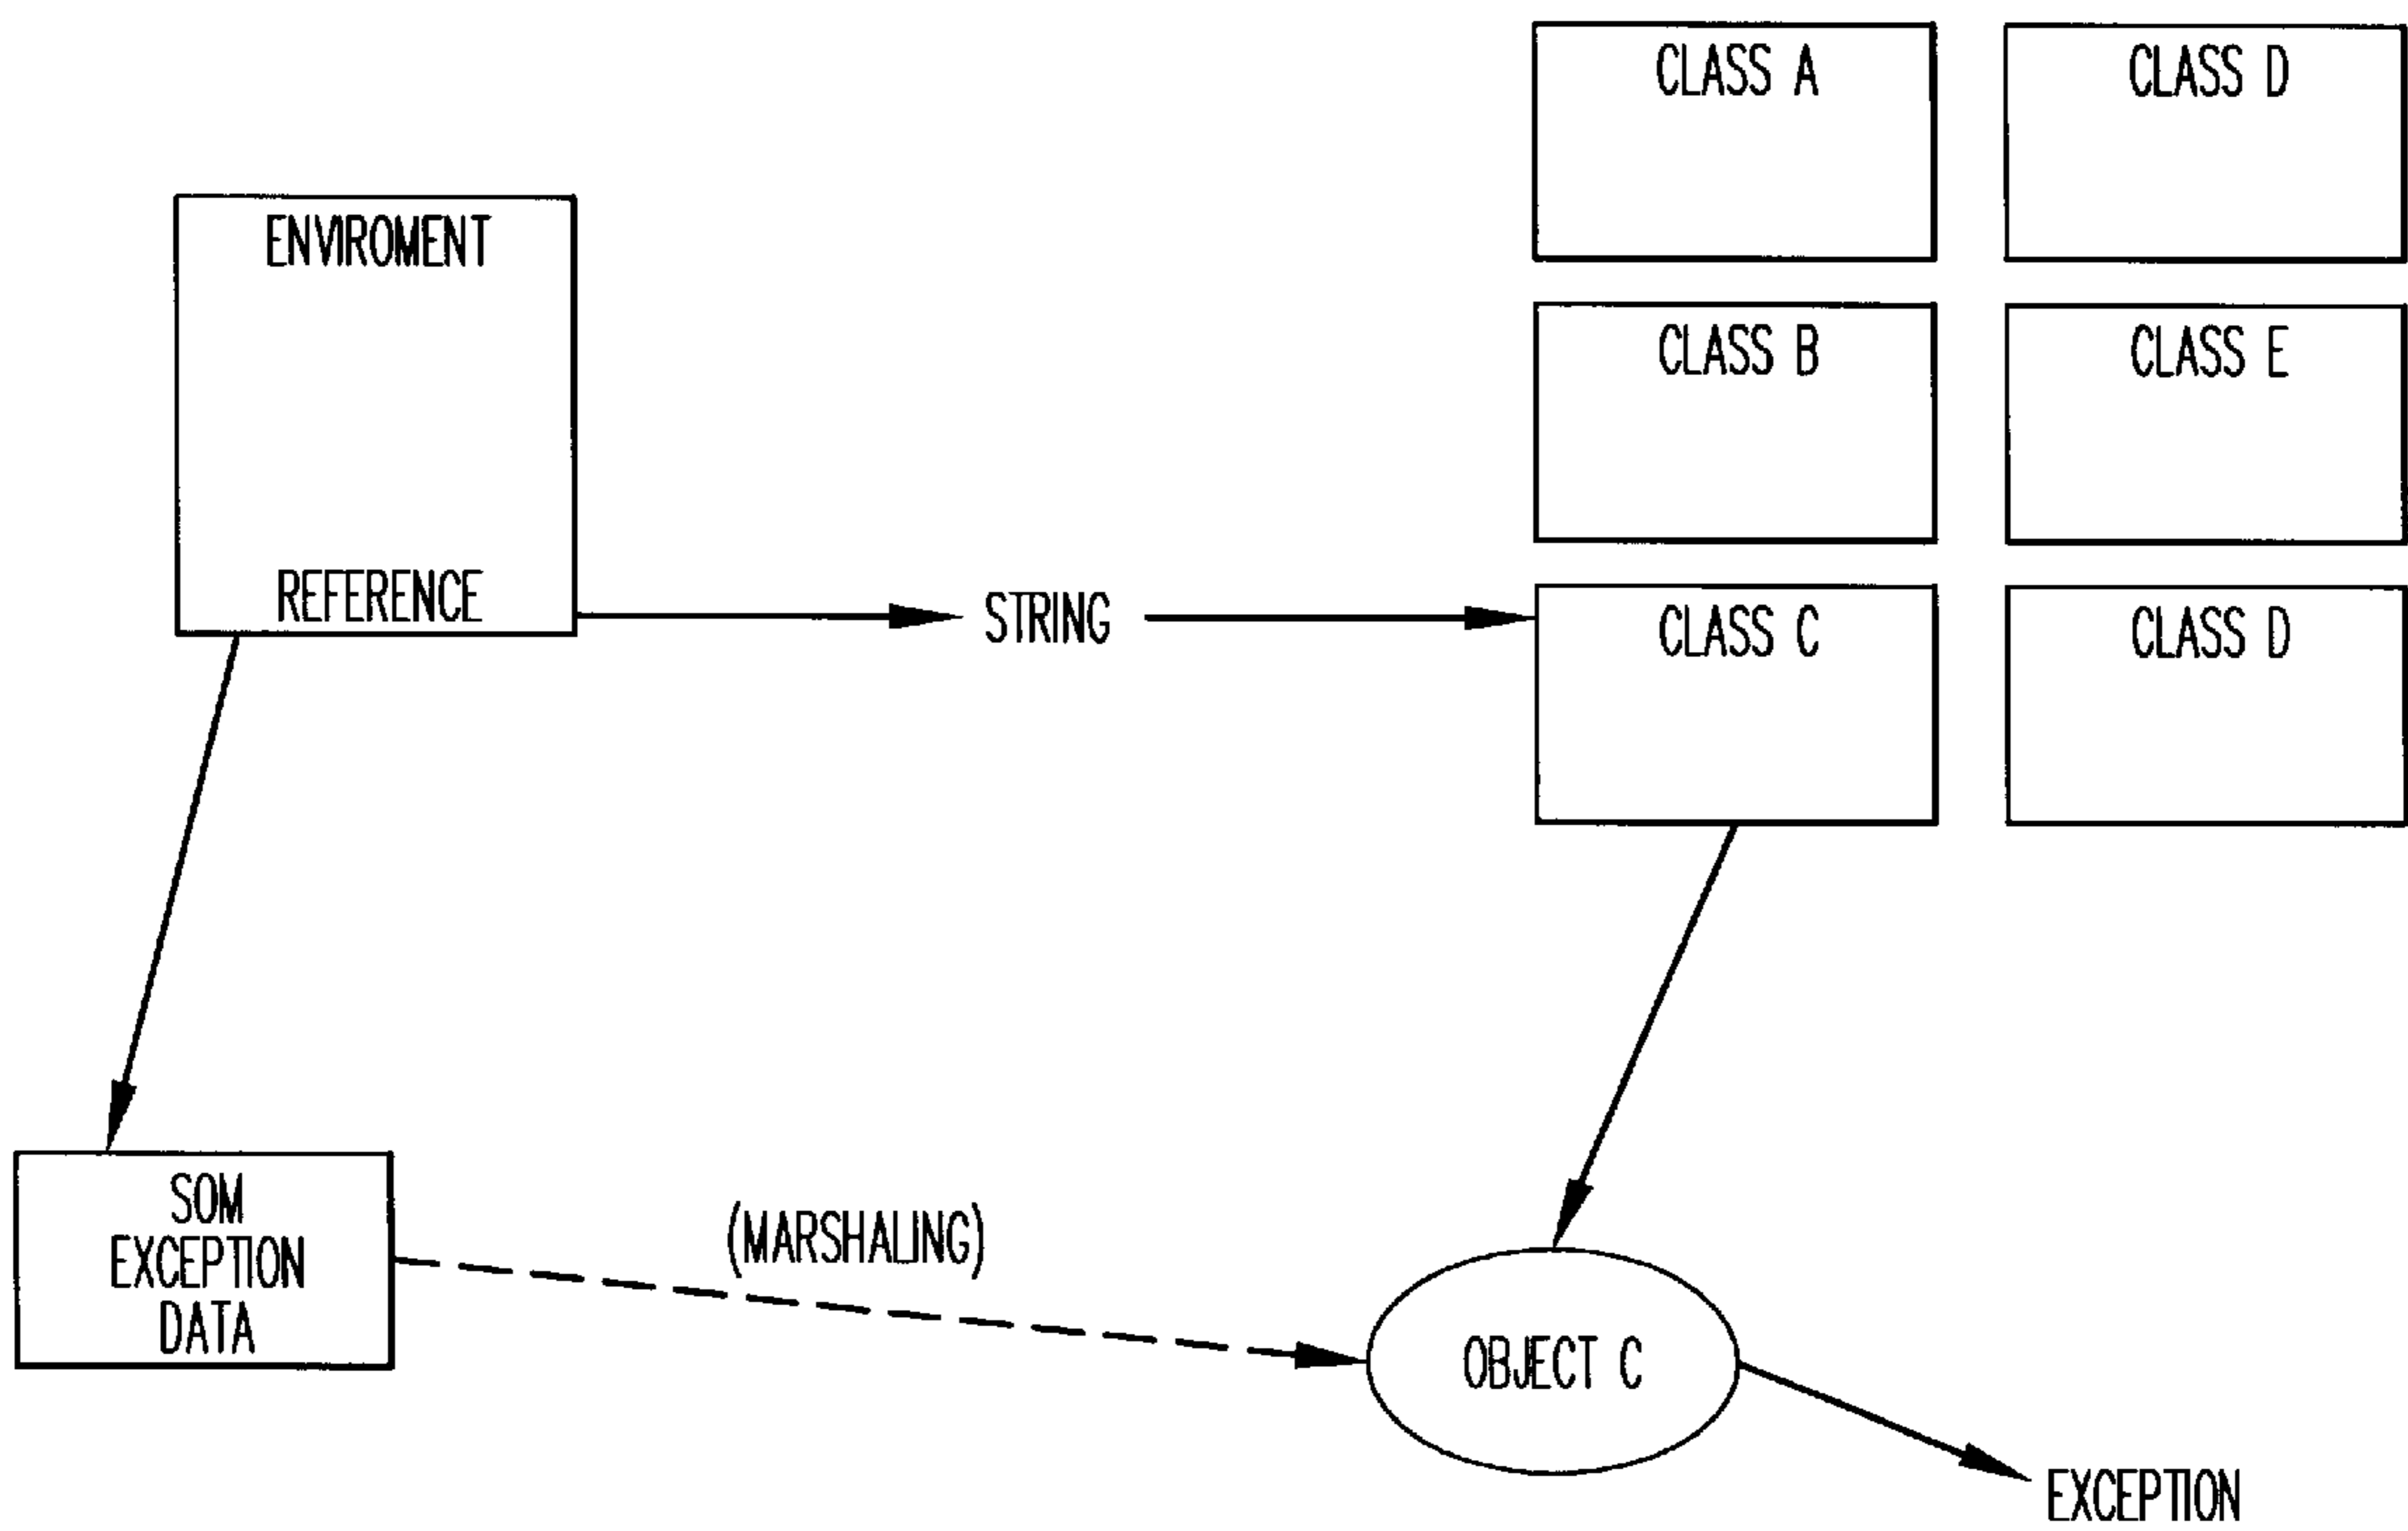 CLASS A
CLASS D
ENVIROMENT
CLASS B
CLASS E
REFERENCE
STRING
CLASS C
CLASS D
SOM
EXCEPTION
DATA
(MARSHALING)
OBJECT C
EXCEPTION